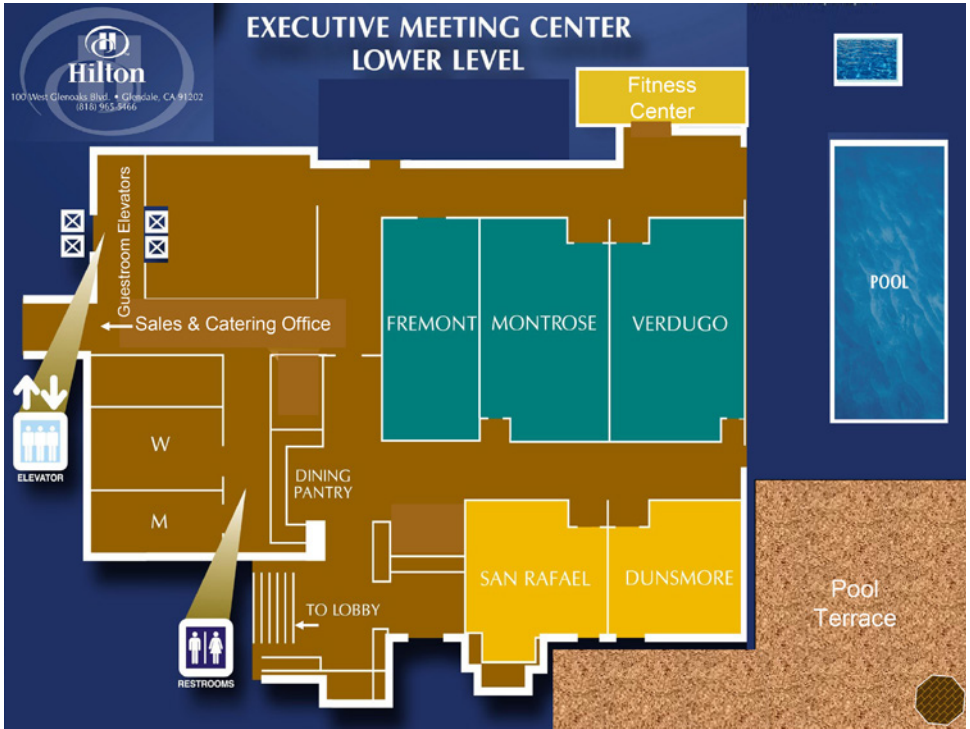 EXECUTIVE MEETING CENTER
LOWER LEVEL
Hilton
100 West Glenoaks Blvd. • Glendale, CA 91202
(818) 965-5466
Fitness
Center
Guestroom Elevators
POOL
Sales & Catering Office
FREMONT
MONTROSE
VERDUGO
W
ELEVATOR
DINING
PANTRY
M
SAN RAFAEL
DUNSMORE
Pool
Terrace
TO LOBBY
RESTROOMS